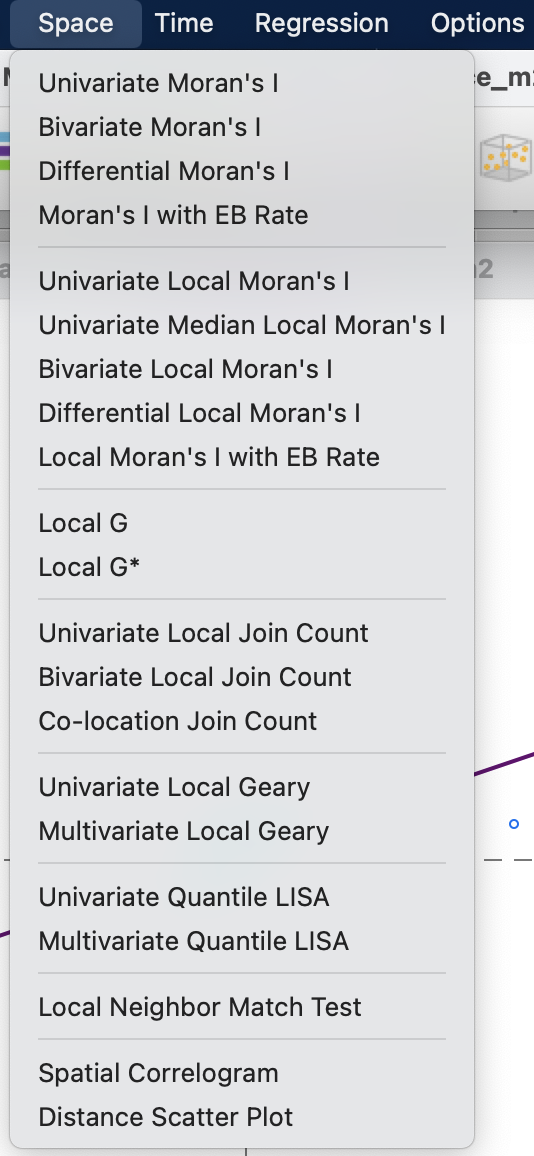 Space Time Regression Options
Univariate Moran's I
Bivariate Moran's I
Differential Moran's I
Moran's I with EB Rate
Univariate Local Moran's I
Univariate Median Local Moran's I
Bivariate Local Moran's I
Differential Local Moran's I
Local Moran's I with EB Rate
Local G
Local G*
Univariate Local Join Count
Bivariate Local Join Count
Co-location Join Count
Univariate Local Geary
Multivariate Local Geary
Univariate Quantile LISA
Multivariate Quantile LISA
Local Neighbor Match Test
Spatial Correlogram
Distance Scatter Plot